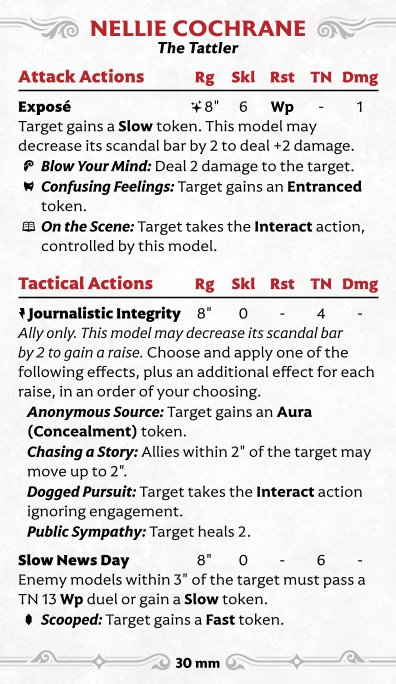 NELLIE COCHRANE
The Tattler
Attack Actions Rg Skl Rst TN Dmg
Exposé 8" 6 Wp - 1
Target gains a Slow token. This model may
decrease its scandal bar by 2 to deal +2 damage.
Blow Your Mind: Deal 2 damage to the target.
Confusing Feelings: Target gains an Entranced
token.
On the Scene: Target takes the Interact action,
controlled by this model.
Tactical Actions Rg Skl Rst TN Dmg
Journalistic Integrity 8" 0 - 4 -
Ally only. This model may decrease its scandal bar
by 2 to gain a raise. Choose and apply one of the
following effects, plus an additional effect for each
raise, in an order of your choosing.
Anonymous Source: Target gains an Aura
(Concealment) token.
Chasing a Story: Allies within 2" of the target may
move up to 2".
Dogged Pursuit: Target takes the Interact action
ignoring engagement.
Public Sympathy: Target heals 2.
Slow News Day 8" 0 - 6 -
Enemy models within 3" of the target must pass a
TN 13 Wp duel or gain a Slow token.
Scooped: Target gains a Fast token.
30 mm